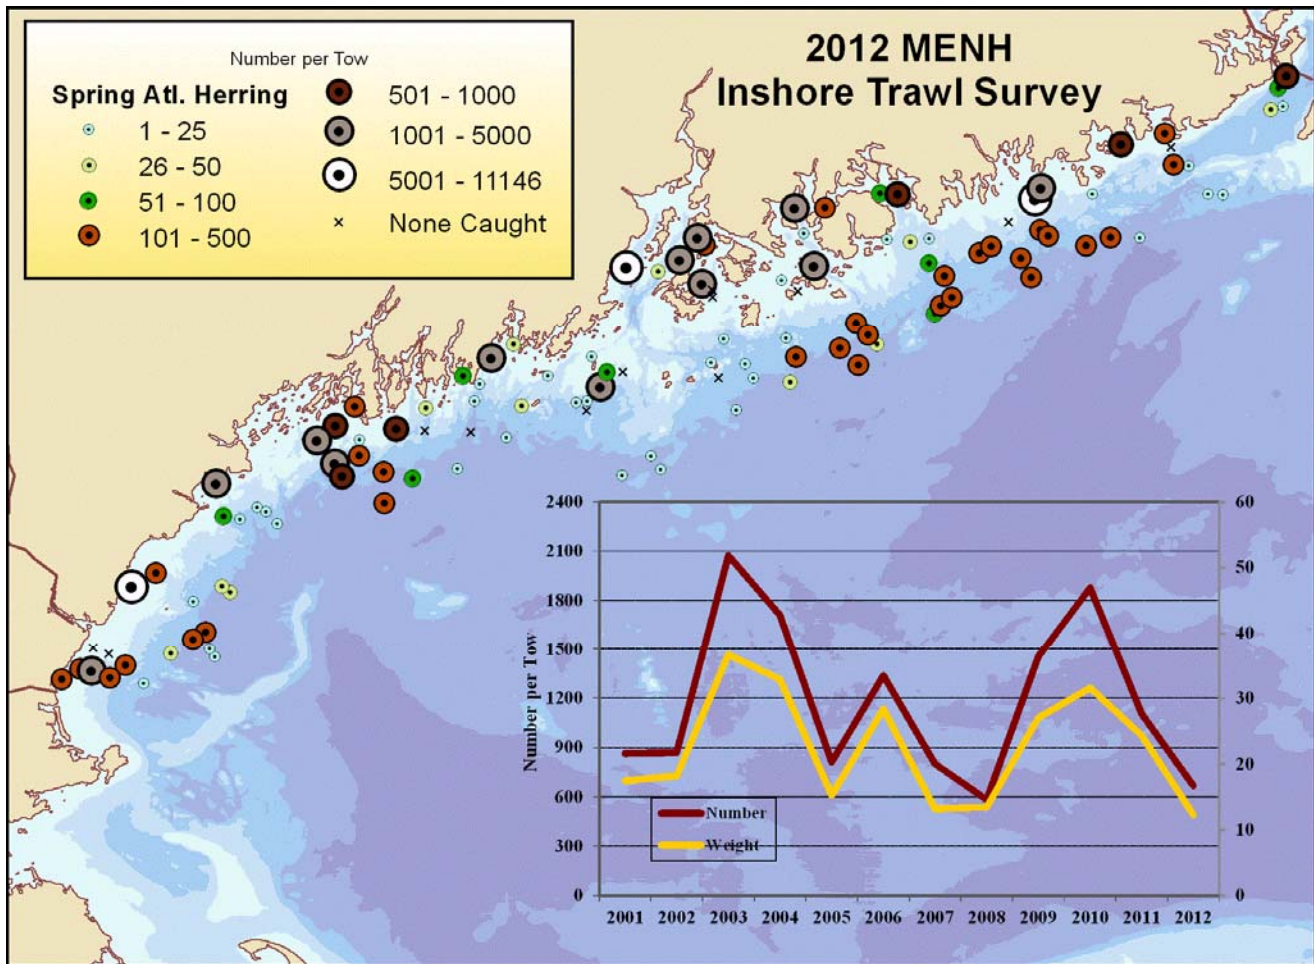 2012 MENH
Inshore Trawl Survey
Number per Tow
Spring Atl. Herring
1 - 25
26 - 50
51 - 100
101 - 500
501 - 1000
1001 - 5000
5001 - 11146
None Caught
Number per Tow
2400
2100
1800
1500
1200
900
600
300
0
60
50
40
30
20
10
0
Number
Weight
2001 2002 2003 2004 2005 2006 2007 2008 2009 2010 2011 2012